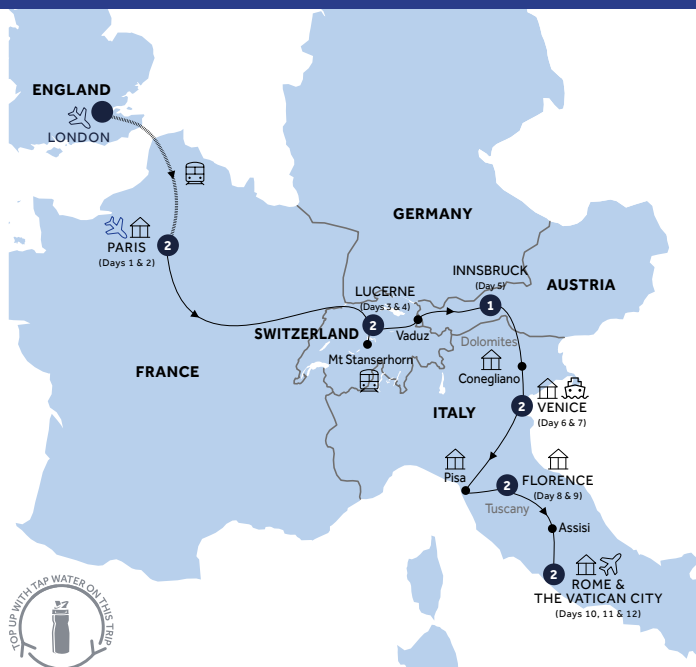 ENGLAND
LONDON
PARIS
(Days 1 & 2)
2
GERMANY
INNSBRUCK
(Day 5)
1
AUSTRIA
LUCERNE
(Days 3 & 4)
2
SWITZERLAND
Vaduz
Mt Stanserhorn
Dolomites
Conegliano
FRANCE
ITALY
2
VENICE
(Day 6 & 7)
Pisa
2
FLORENCE
(Day 8 & 9)
Tuscany
Assisi
2
ROME &
THE VATICAN CITY
(Days 10, 11 & 12)
TOP UP WITH TAP WATER ON THIS TRIP